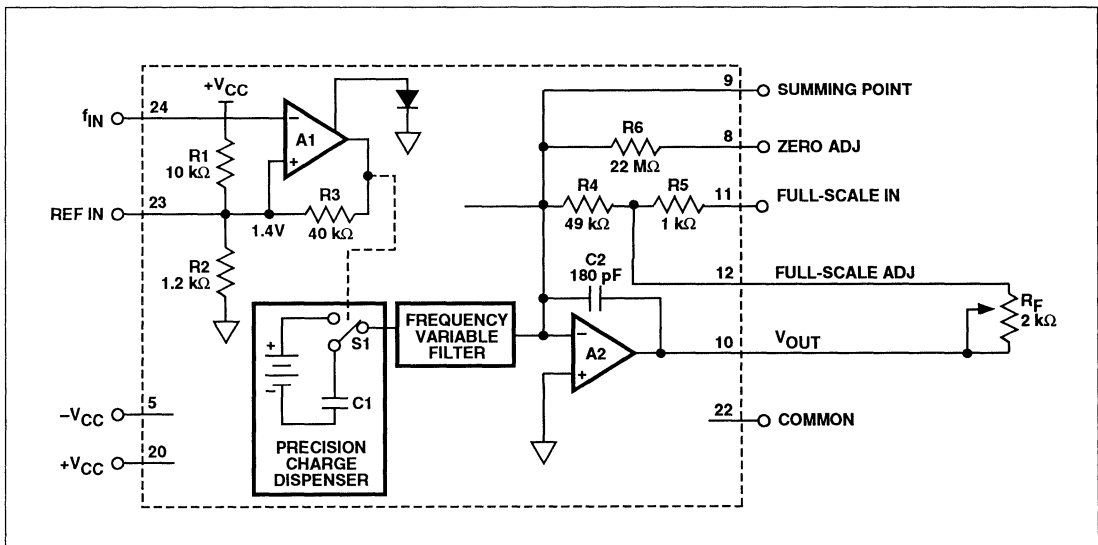 +VCC
fIN
24
R1
10 kΩ
A1
−
+
REF IN
23
1.4V
R3
40 kΩ
R2
1.2 kΩ
9
SUMMING POINT
R6
22 MΩ
8
ZERO ADJ
R4
49 kΩ
R5
1 kΩ
11
FULL-SCALE IN
C2
180 pF
12
FULL-SCALE ADJ
RF
2 kΩ
FREQUENCY
VARIABLE
FILTER
−
A2
+
10
VOUT
+
−
S1
C1
PRECISION
CHARGE
DISPENSER
22
COMMON
−VCC
5
+VCC
20